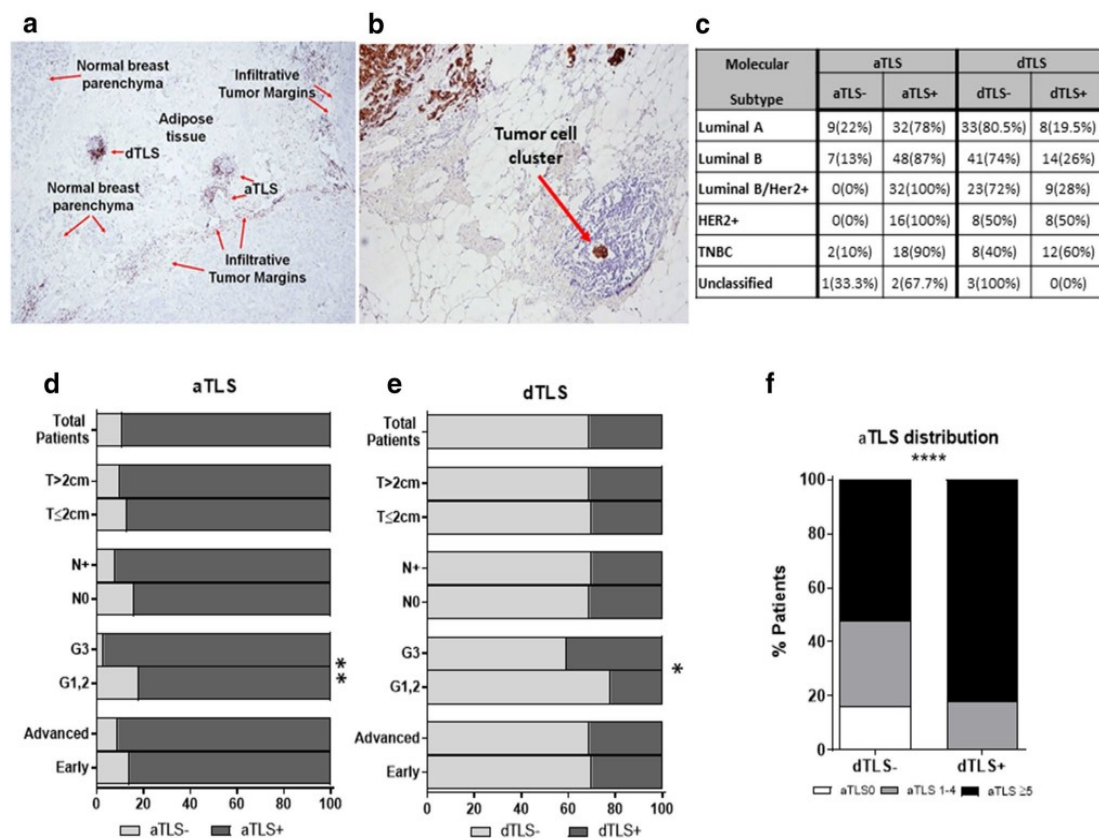 a
Normal breast
parenchyma
Infiltrative
Tumor Margins
Adipose
tissue
dTLS
aTLS
Normal breast
parenchyma
Infiltrative
Tumor Margins
b
Tumor cell
cluster
c
Molecular aTLS dTLS
Subtype aTLS- aTLS+ dTLS- dTLS+
Luminal A 9(22%) 32(78%) 33(80.5%) 8(19.5%)
Luminal B 7(13%) 48(87%) 41(74%) 14(26%)
Luminal B/Her2+ 0(0%) 32(100%) 23(72%) 9(28%)
HER2+ 0(0%) 16(100%) 8(50%) 8(50%)
TNBC 2(10%) 18(90%) 8(40%) 12(60%)
Unclassified 1(33.3%) 2(67.7%) 3(100%) 0(0%)
d
aTLS
Total
Patients
T>2cm
T≤2cm
N+
N0
G3
**
G1,2
Advanced
Early
0 20 40 60 80 100
aTLS- aTLS+
e
dTLS
Total
Patients
T>2cm
T≤2cm
N+
N0
G3
*
G1,2
Advanced
Early
0 20 40 60 80 100
dTLS- dTLS+
f
aTLS distribution
****
% Patients
100
80
60
40
20
0
dTLS- dTLS+
aTLS0 aTLS 1-4 aTLS ≥5